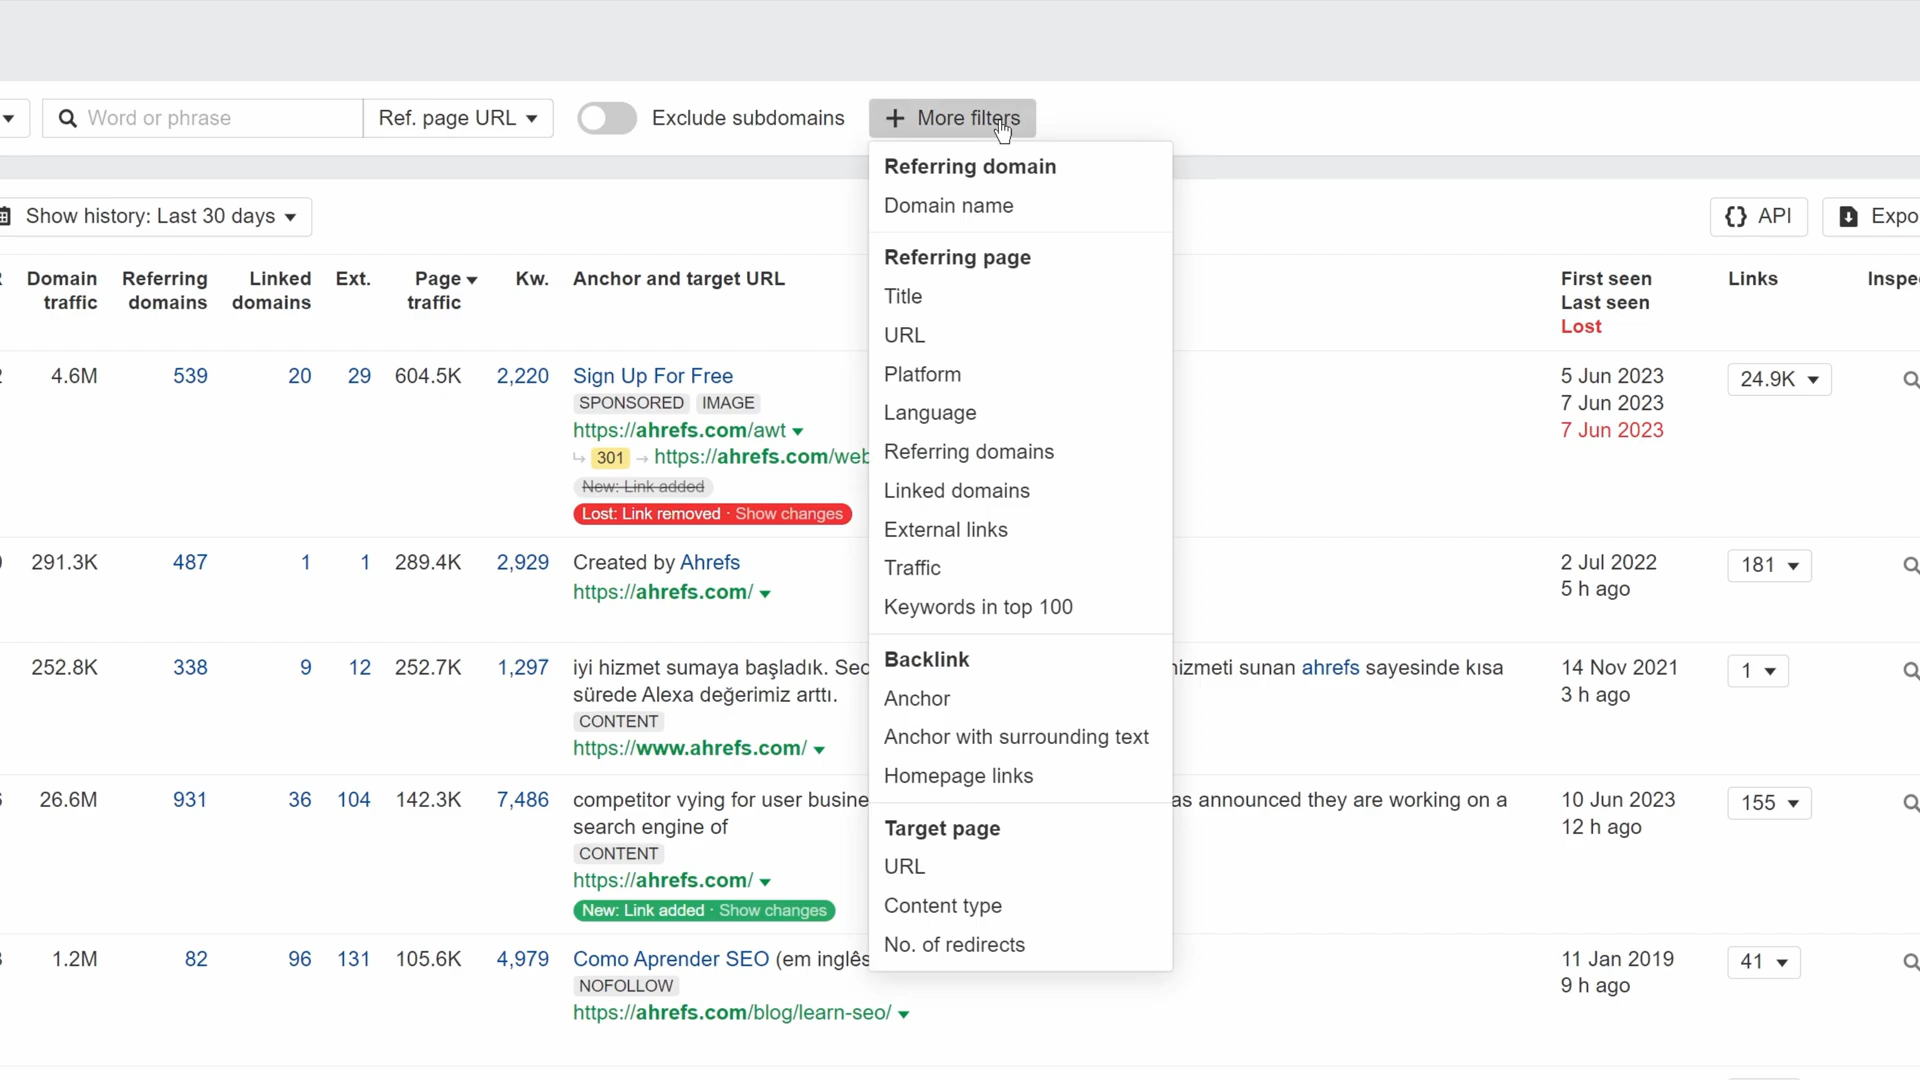 Word or phrase
Ref. page URL
Exclude subdomains
+ More filters
Referring domain
Domain name
Referring page
Title
URL
Platform
Language
Referring domains
Linked domains
External links
Traffic
Keywords in top 100
Backlink
Anchor
Anchor with surrounding text
Homepage links
Target page
URL
Content type
No. of redirects
Show history: Last 30 days
{} API
Expo
Domain traffic
Referring domains
Linked domains
Ext.
Page traffic
Kw.
Anchor and target URL
First seen
Last seen
Lost
Links
Inspe
4.6M 539 20 29 604.5K 2,220
Sign Up For Free
SPONSORED IMAGE
https://ahrefs.com/awt
↳ 301 → https://ahrefs.com/web
New: Link added
Lost: Link removed · Show changes
5 Jun 2023
7 Jun 2023
7 Jun 2023
24.9K
291.3K 487 1 1 289.4K 2,929
Created by Ahrefs
https://ahrefs.com/
2 Jul 2022
5 h ago
181
252.8K 338 9 12 252.7K 1,297
iyi hizmet sumaya başladık. Seo hizmeti sunan ahrefs sayesinde kısa
sürede Alexa değerimiz arttı.
CONTENT
https://www.ahrefs.com/
14 Nov 2021
3 h ago
1
26.6M 931 36 104 142.3K 7,486
competitor vying for user busine as announced they are working on a
search engine of
CONTENT
https://ahrefs.com/
New: Link added · Show changes
10 Jun 2023
12 h ago
155
1.2M 82 96 131 105.6K 4,979
Como Aprender SEO (em inglês
NOFOLLOW
https://ahrefs.com/blog/learn-seo/
11 Jan 2019
9 h ago
41